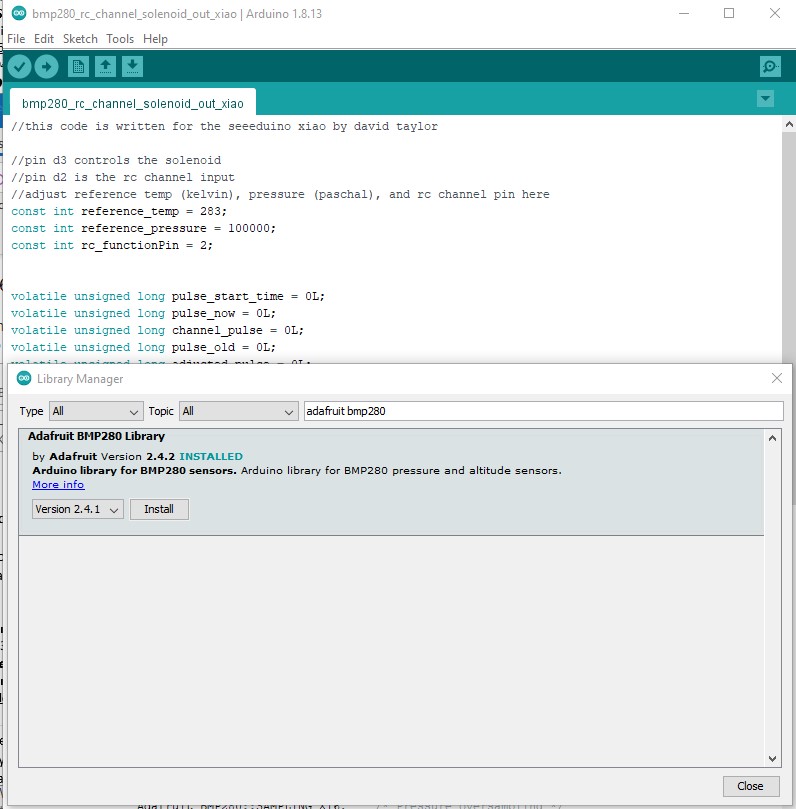 bmp280_rc_channel_solenoid_out_xiao | Arduino 1.8.13
File Edit Sketch Tools Help
bmp280_rc_channel_solenoid_out_xiao
//this code is written for the seeeduino xiao by david taylor
//pin d3 controls the solenoid
//pin d2 is the rc channel input
//adjust reference temp (kelvin), pressure (paschal), and rc channel pin here
const int reference_temp = 283;
const int reference_pressure = 100000;
const int rc_functionPin = 2;
volatile unsigned long pulse_start_time = 0L;
volatile unsigned long pulse_now = 0L;
volatile unsigned long channel_pulse = 0L;
volatile unsigned long pulse_old = 0L;
volatile unsigned long adjusted_pulse = 0L;
Library Manager
Type All Topic All adafruit bmp280
Adafruit BMP280 Library
by Adafruit Version 2.4.2 INSTALLED
Arduino library for BMP280 sensors. Arduino library for BMP280 pressure and altitude sensors.
More info
Version 2.4.1 Install
Close